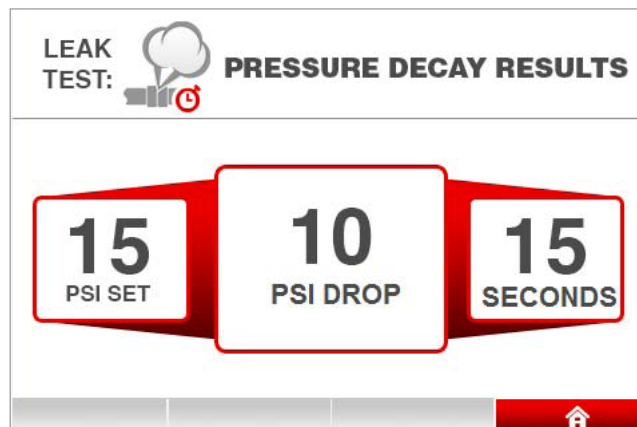 LEAK
TEST:
PRESSURE DECAY RESULTS
15
PSI SET
10
PSI DROP
15
SECONDS